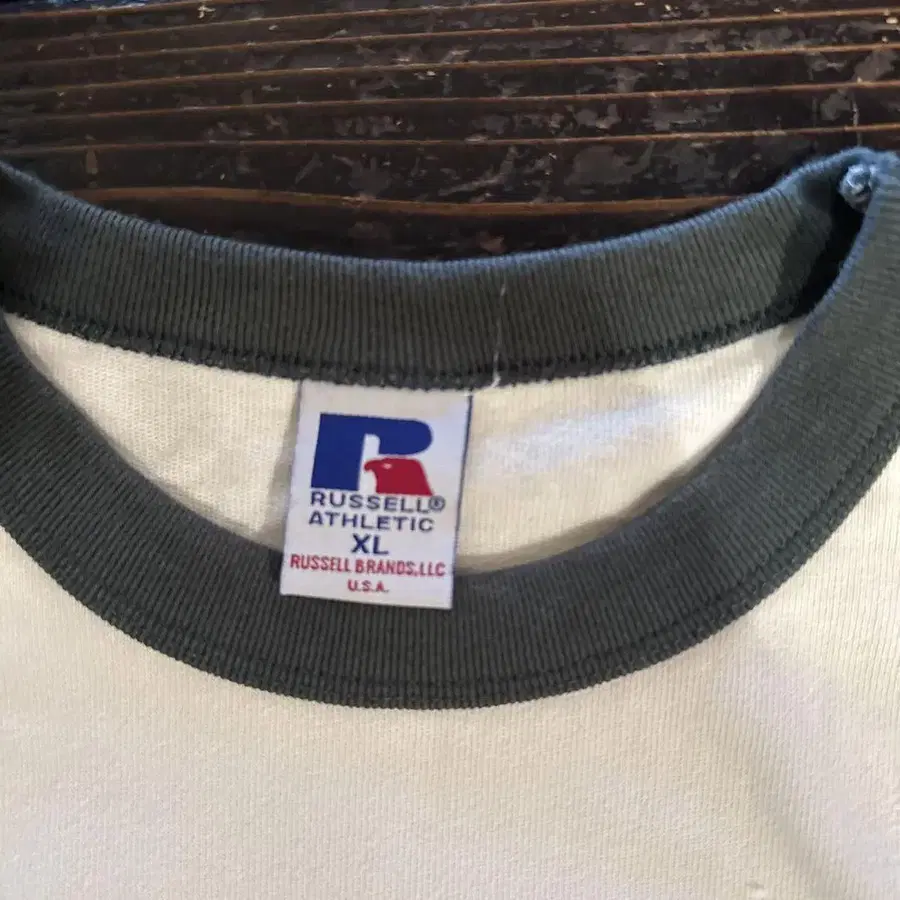 RUSSELL®
ATHLETIC
XL
RUSSELL BRANDS,LLC
U.S.A.